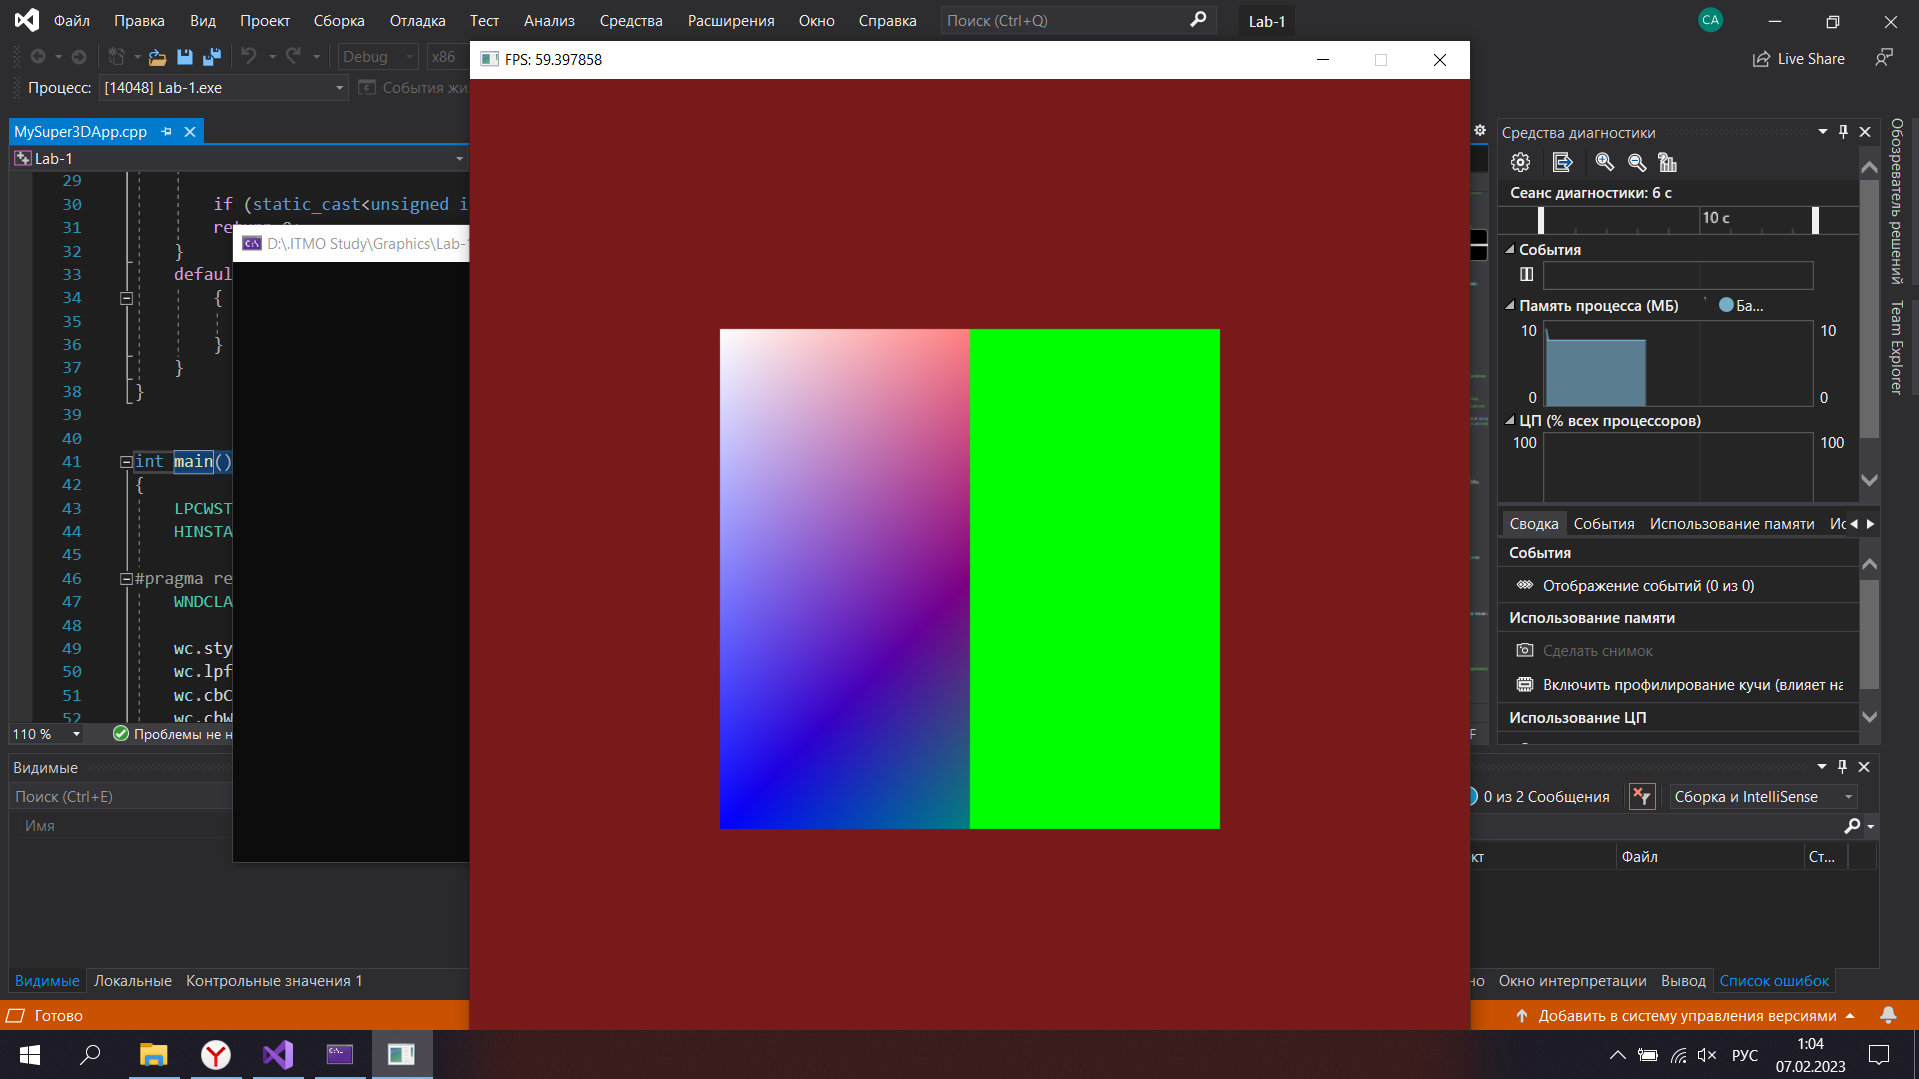 Файл Правка Вид Проект Сборка Отладка Тест Анализ Средства Расширения Окно Справка Поиск (Ctrl+Q) Lab-1 CA
Debug x86 Live Share
Процесс: [14048] Lab-1.exe События жи
FPS: 59.397858
MySuper3DApp.cpp
Lab-1
29
30 if (static_cast<unsigned i
31
32 }
33 defaul
34 {
35
36 }
37 }
38 }
39
40
41 int main()
42 {
43 LPCWST
44 HINSTA
45
46 #pragma re
47 WNDCLA
48
49 wc.sty
50 wc.lpf
51 wc.cbC
52 wc.cbW
D:\.ITMO Study\Graphics\Lab-
110 % Проблемы не н
Видимые
Поиск (Ctrl+E)
Имя
Видимые Локальные Контрольные значения 1
Средства диагностики
Сеанс диагностики: 6 с
10 с
События
Память процесса (МБ) Ба...
10 10
0 0
ЦП (% всех процессоров)
100 100
Сводка События Использование памяти Ис
События
Отображение событий (0 из 0)
Использование памяти
Сделать снимок
Включить профилирование кучи (влияет на
Использование ЦП
Обозреватель решений
Team Explorer
0 из 2 Сообщения Сборка и IntelliSense
кт Файл Ст...
но Окно интерпретации Вывод Список ошибок
Готово Добавить в систему управления версиями
РУС 1:04
07.02.2023